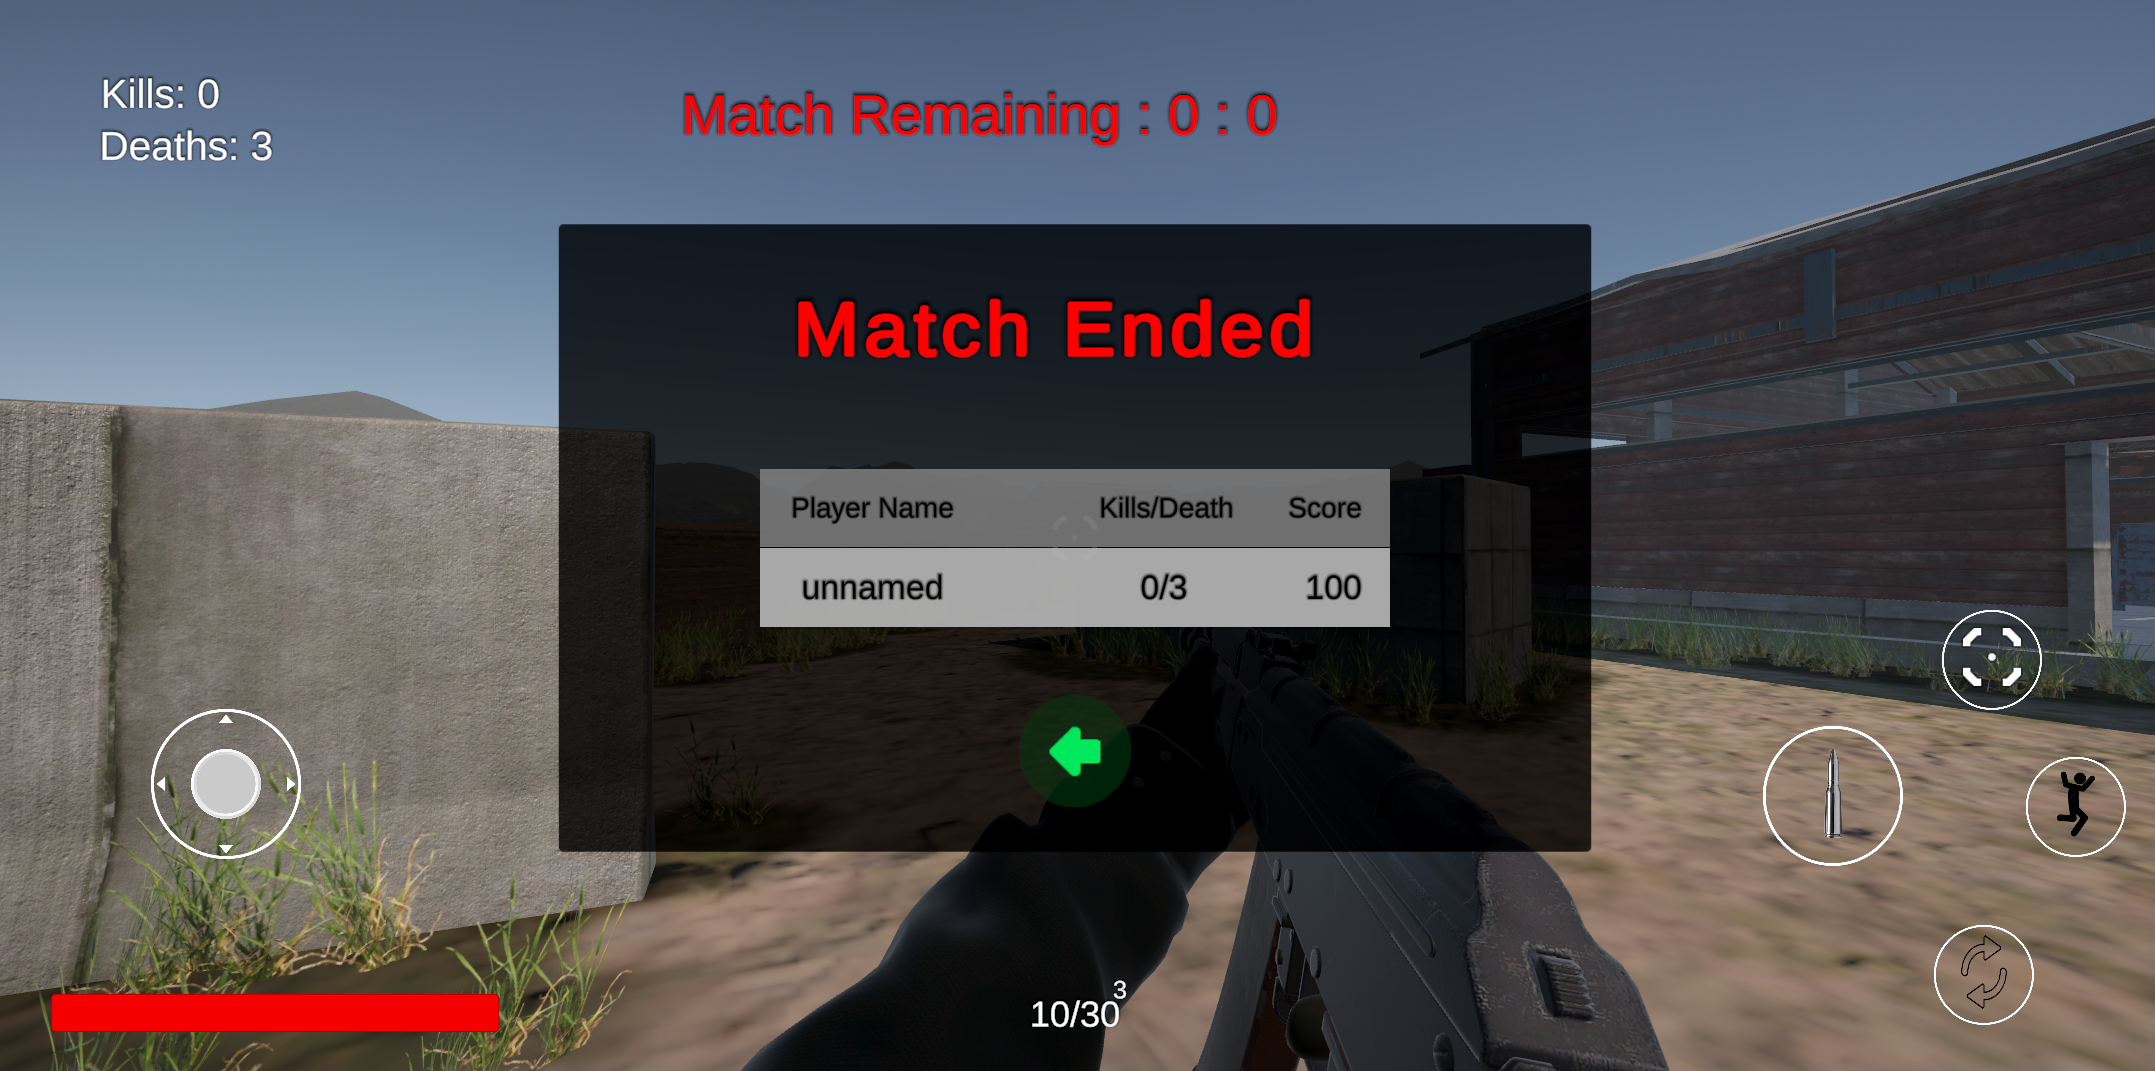 Kills: 0
Deaths: 3
Match Remaining : 0 : 0
Match Ended
Player Name Kills/Death Score
unnamed 0/3 100
10/30 3